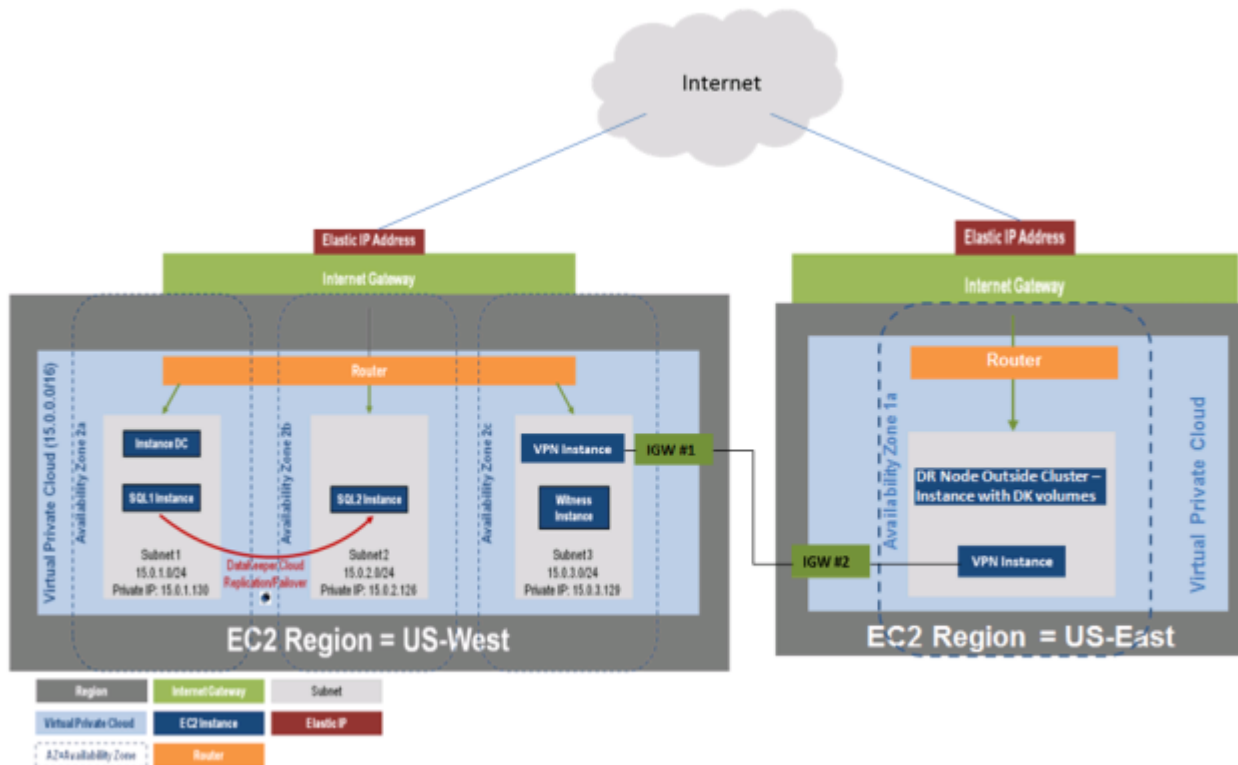 Internet
Elastic IP Address
Internet Gateway
Virtual Private Cloud (15.0.0.0/16)
Router
Availability Zone 2a
Instance DC
SQL1 Instance
Subnet 1
15.0.1.0/24
Private IP: 15.0.1.130
DataKeeper Cloud
Replication/Failover
Availability Zone 2b
SQL2 Instance
Subnet 2
15.0.2.0/24
Private IP: 15.0.2.126
Availability Zone 2c
VPN Instance
Witness
Instance
Subnet 3
15.0.3.0/24
Private IP: 15.0.3.129
IGW #1
EC2 Region = US-West
Elastic IP Address
Internet Gateway
Router
Availability Zone 1a
DR Node Outside Cluster –
Instance with DK volumes
VPN Instance
IGW #2
Virtual Private Cloud
EC2 Region = US-East
Region
Internet Gateway
Subnet
Virtual Private Cloud
EC2 Instance
Elastic IP
AZ=Availability Zone
Router